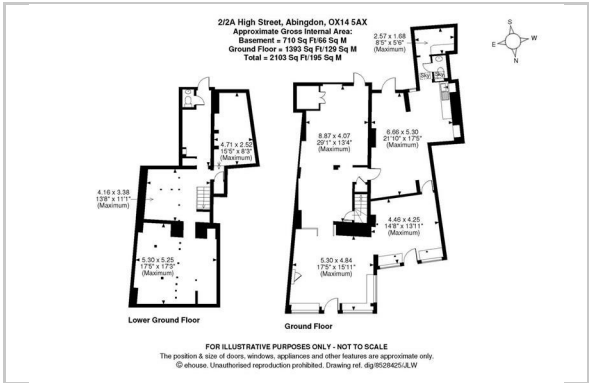 2/2A High Street, Abingdon, OX14 5AX
Approximate Gross Internal Area:
Basement = 710 Sq Ft/66 Sq M
Ground Floor = 1393 Sq Ft/129 Sq M
Total = 2103 Sq Ft/195 Sq M
S
E
W
N
2.57 x 1.68
8'5" x 5'6"
(Maximum)
Sky
Sky
4.71 x 2.52
15'5" x 8'3"
(Maximum)
8.87 x 4.07
29'1" x 13'4"
(Maximum)
6.66 x 5.30
21'10" x 17'5"
(Maximum)
4.16 x 3.38
13'8" x 11'1"
(Maximum)
4.46 x 4.25
14'8" x 13'11"
(Maximum)
5.30 x 5.25
17'5" x 17'3"
(Maximum)
5.30 x 4.84
17'5" x 15'11"
(Maximum)
Lower Ground Floor
Ground Floor
FOR ILLUSTRATIVE PURPOSES ONLY - NOT TO SCALE
The position & size of doors, windows, appliances and other features are approximate only.
© ehouse. Unauthorised reproduction prohibited. Drawing ref. dig/8528425/JLW